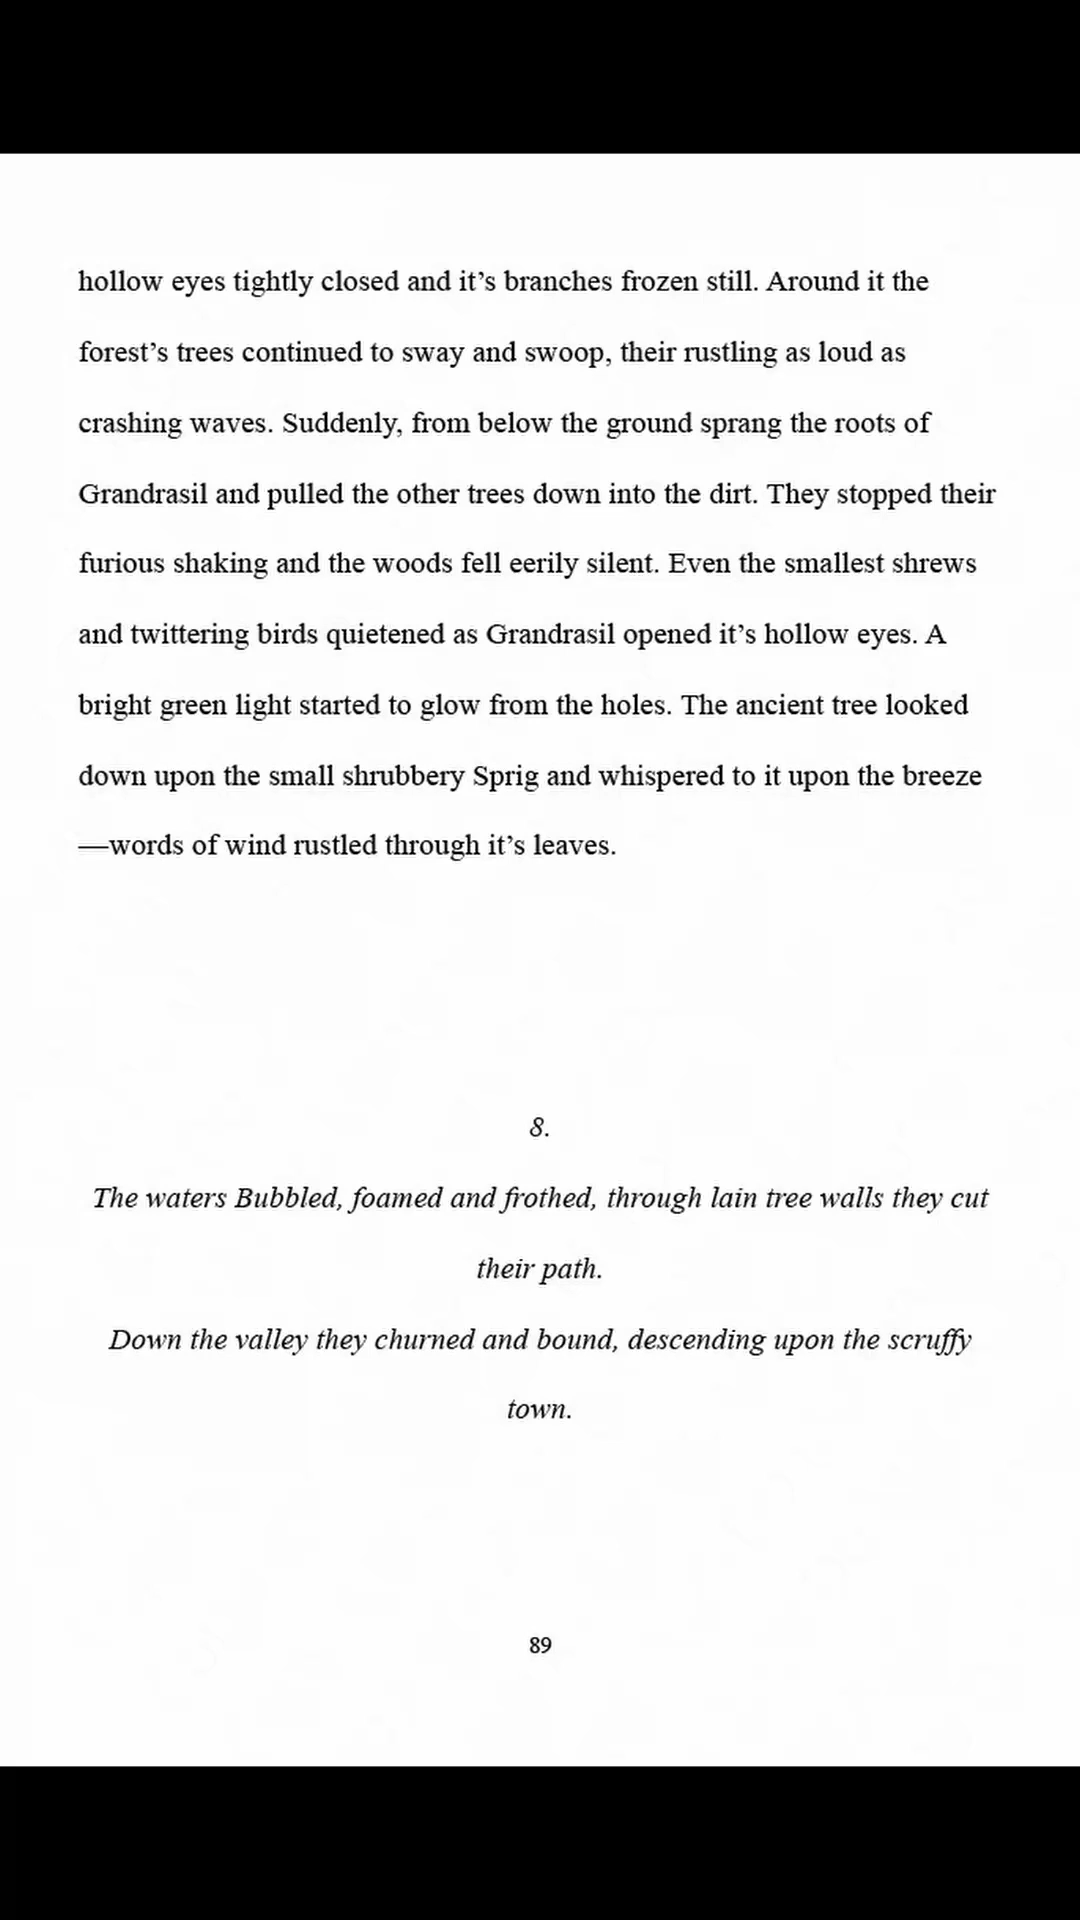 hollow eyes tightly closed and it’s branches frozen still. Around it the
forest’s trees continued to sway and swoop, their rustling as loud as
crashing waves. Suddenly, from below the ground sprang the roots of
Grandrasil and pulled the other trees down into the dirt. They stopped their
furious shaking and the woods fell eerily silent. Even the smallest shrews
and twittering birds quietened as Grandrasil opened it’s hollow eyes. A
bright green light started to glow from the holes. The ancient tree looked
down upon the small shrubbery Sprig and whispered to it upon the breeze
—words of wind rustled through it’s leaves.
8.
The waters Bubbled, foamed and frothed, through lain tree walls they cut
their path.
Down the valley they churned and bound, descending upon the scruffy
town.
89